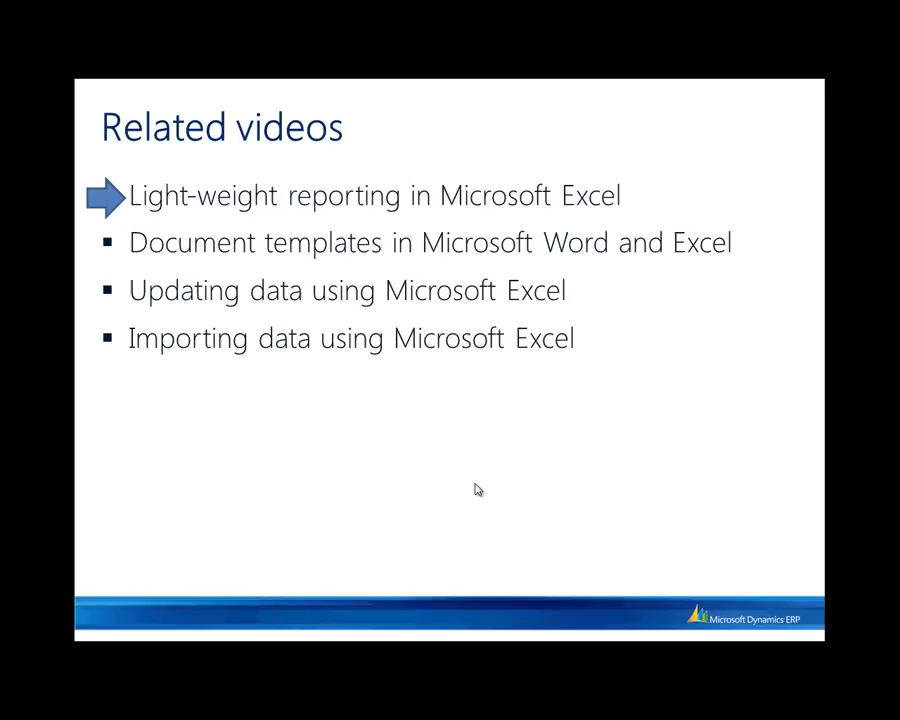 Related videos
Light-weight reporting in Microsoft Excel
Document templates in Microsoft Word and Excel
Updating data using Microsoft Excel
Importing data using Microsoft Excel
Microsoft Dynamics ERP